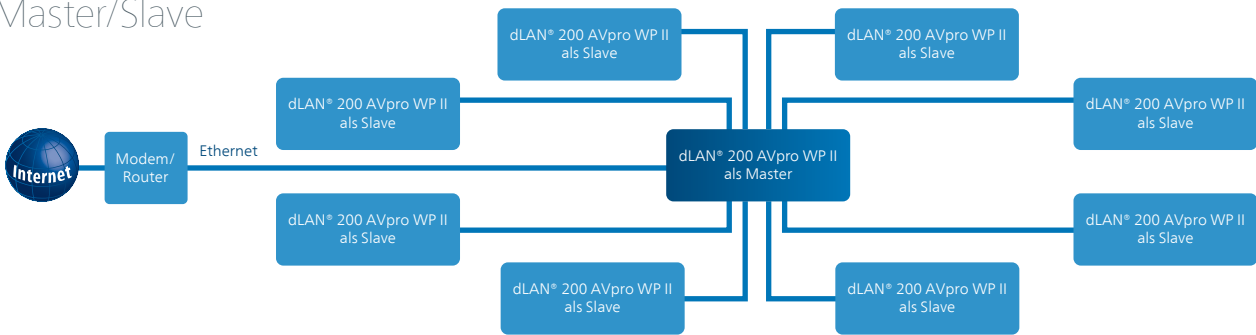 Master/Slave
dLAN® 200 AVpro WP II
als Slave
dLAN® 200 AVpro WP II
als Slave
dLAN® 200 AVpro WP II
als Slave
dLAN® 200 AVpro WP II
als Slave
Internet
Modem/
Router
Ethernet
dLAN® 200 AVpro WP II
als Master
dLAN® 200 AVpro WP II
als Slave
dLAN® 200 AVpro WP II
als Slave
dLAN® 200 AVpro WP II
als Slave
dLAN® 200 AVpro WP II
als Slave